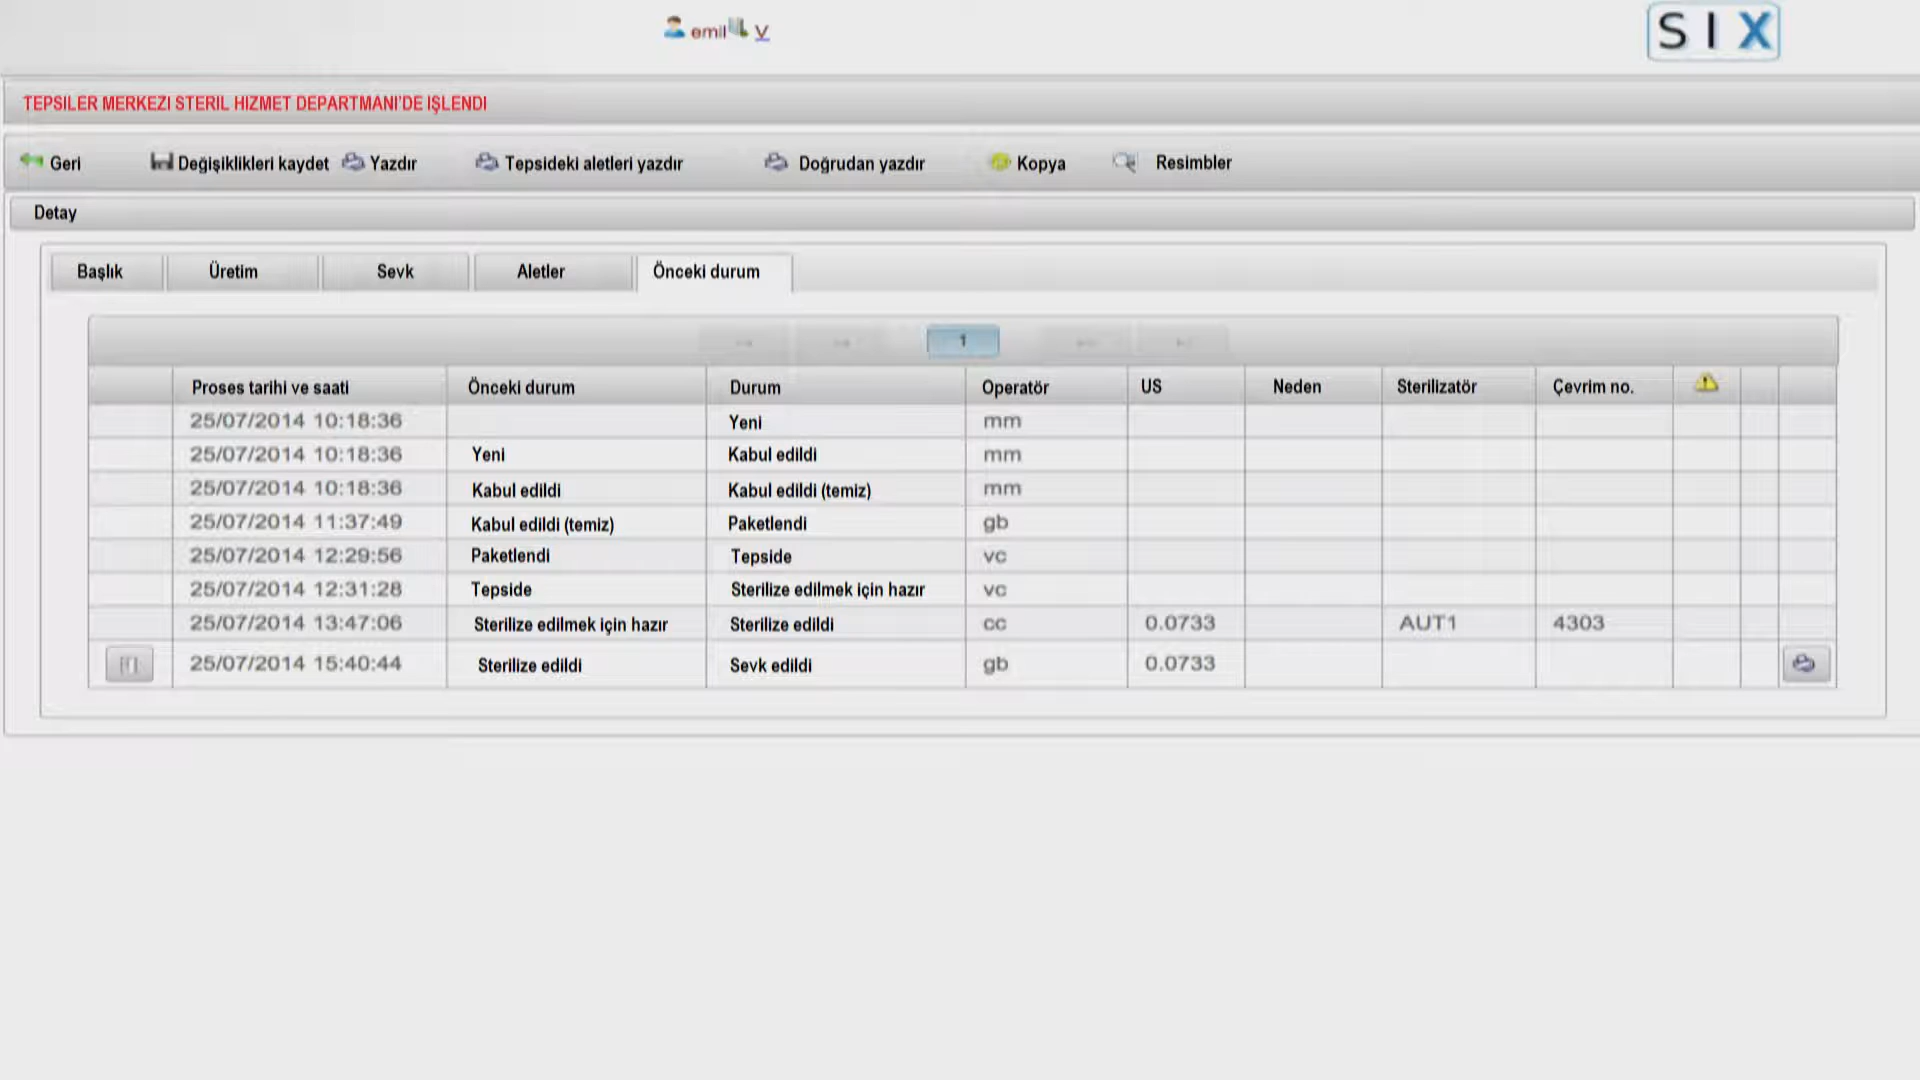 emil V
S I X
TEPSILER MERKEZI STERIL HIZMET DEPARTMANI'DE IŞLENDI
Geri Değişiklikleri kaydet Yazdır Tepsideki aletleri yazdır Doğrudan yazdır Kopya Resimbler
Detay
Başlık Üretim Sevk Aletler Önceki durum
1
Proses tarihi ve saati Önceki durum Durum Operatör US Neden Sterilizatör Çevrim no.
25/07/2014 10:18:36 Yeni mm
25/07/2014 10:18:36 Yeni Kabul edildi mm
25/07/2014 10:18:36 Kabul edildi Kabul edildi (temiz) mm
25/07/2014 11:37:49 Kabul edildi (temiz) Paketlendi gb
25/07/2014 12:29:56 Paketlendi Tepside vc
25/07/2014 12:31:28 Tepside Sterilize edilmek için hazır vc
25/07/2014 13:47:06 Sterilize edilmek için hazır Sterilize edildi cc 0.0733 AUT1 4303
25/07/2014 15:40:44 Sterilize edildi Sevk edildi gb 0.0733